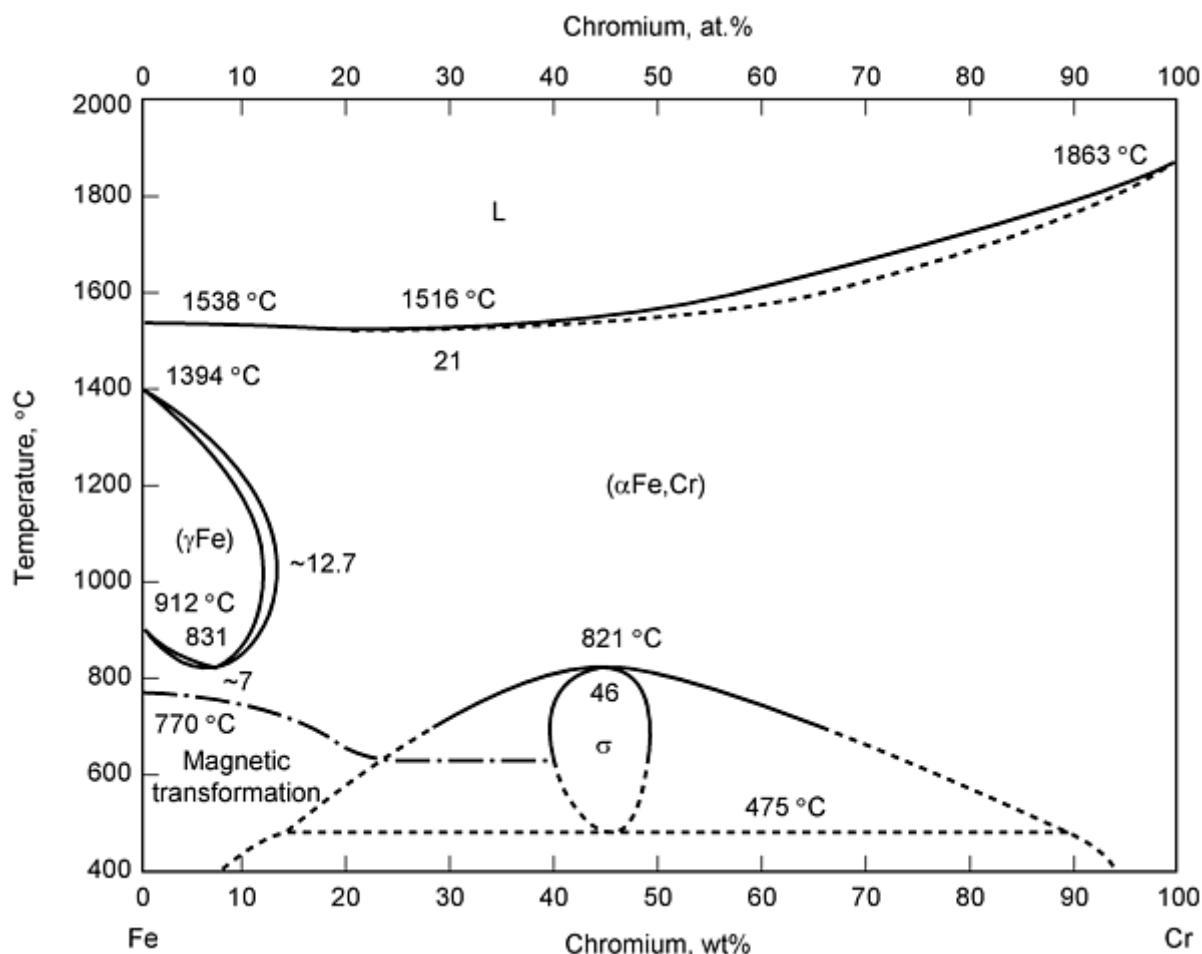 Chromium, at.%
0 10 20 30 40 50 60 70 80 90 100
2000
1863 °C
1800
L
1600
1538 °C 1516 °C
21
1394 °C
1400
1200
(αFe,Cr)
Temperature, °C
(γFe)
~12.7
1000
912 °C
831
821 °C
800
~7
46
770 °C
σ
Magnetic
transformation
600
475 °C
400
0 10 20 30 40 50 60 70 80 90 100
Fe Chromium, wt% Cr